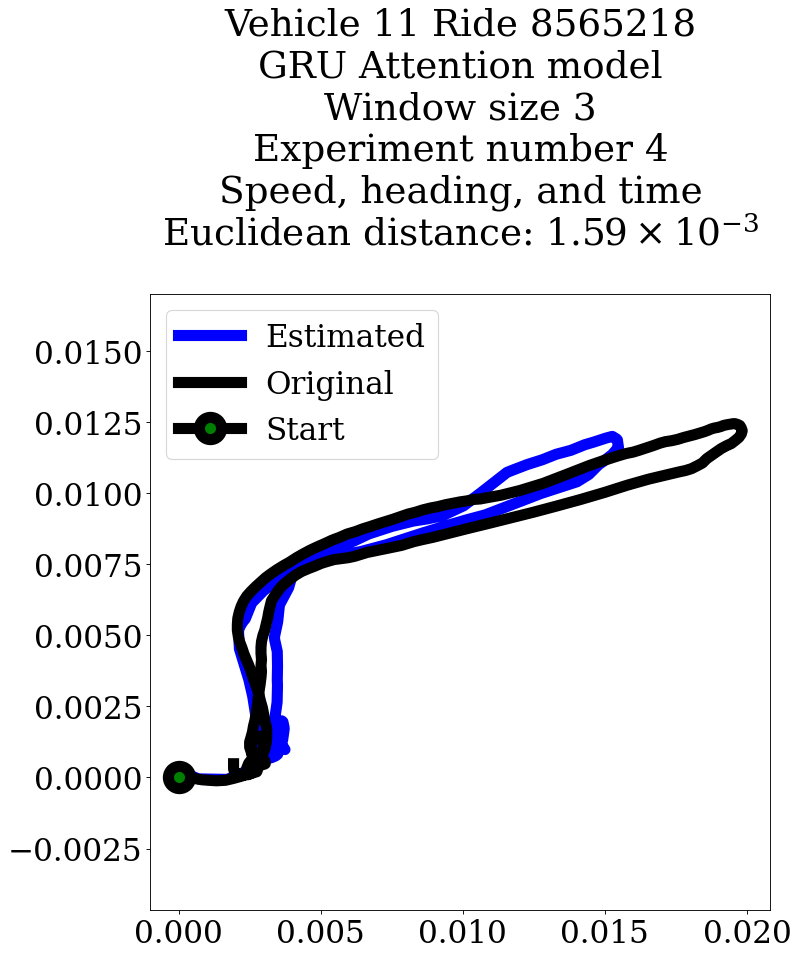 Vehicle 11 Ride 8565218
GRU Attention model
Window size 3
Experiment number 4
Speed, heading, and time
Euclidean distance: 1.59 × 10⁻³
Estimated
Original
Start
0.0150
0.0125
0.0100
0.0075
0.0050
0.0025
0.0000
−0.0025
0.000 0.005 0.010 0.015 0.020